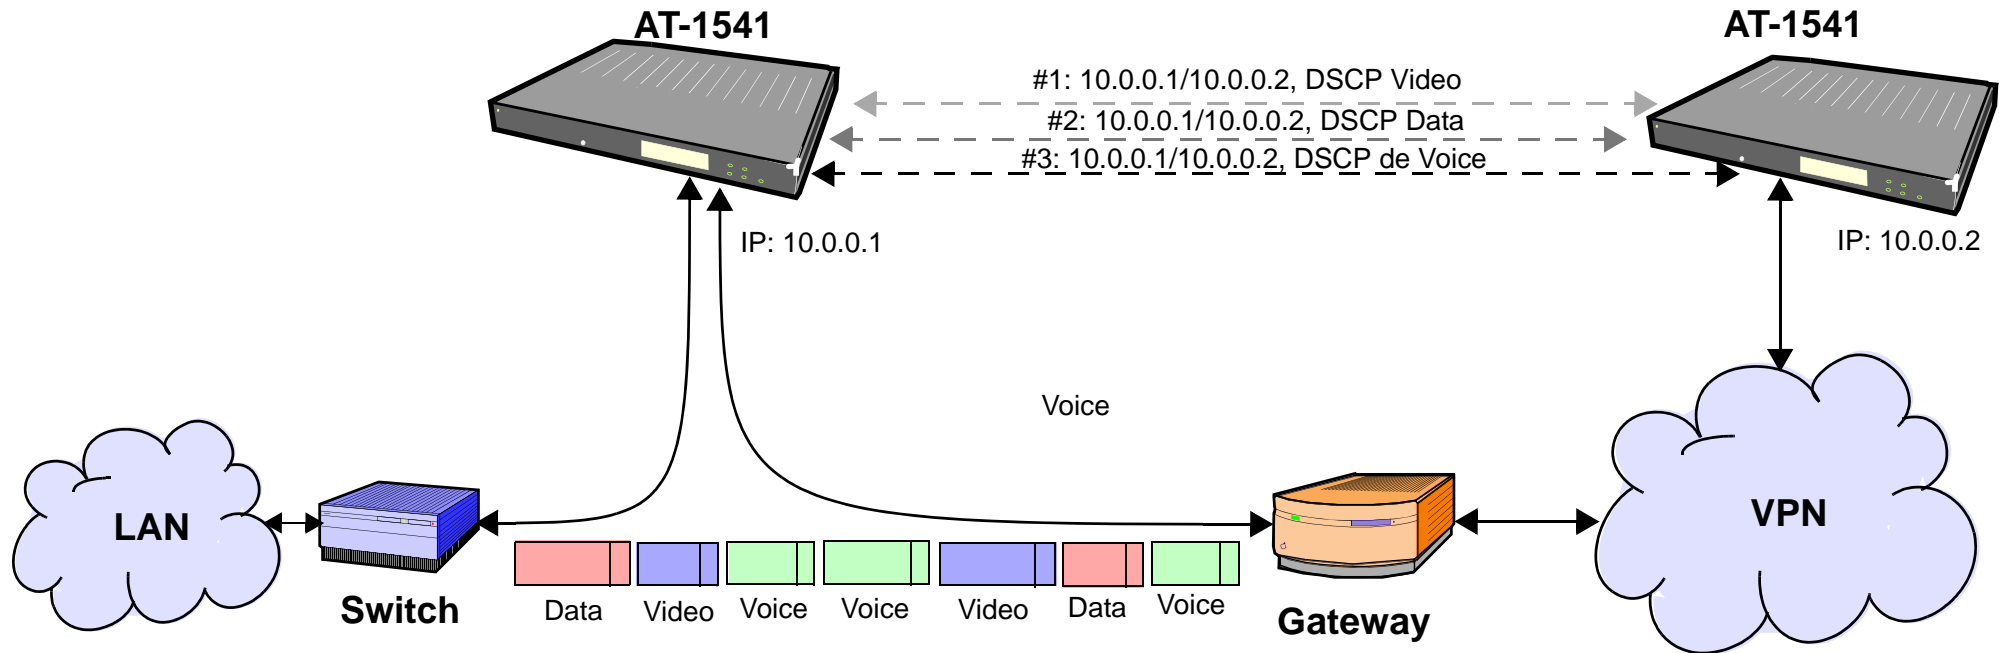 AT-1541
AT-1541
#1: 10.0.0.1/10.0.0.2, DSCP Video
#2: 10.0.0.1/10.0.0.2, DSCP Data
#3: 10.0.0.1/10.0.0.2, DSCP de Voice
IP: 10.0.0.1
IP: 10.0.0.2
Voice
LAN
VPN
Switch
Data
Video
Voice
Voice
Video
Data
Voice
Gateway